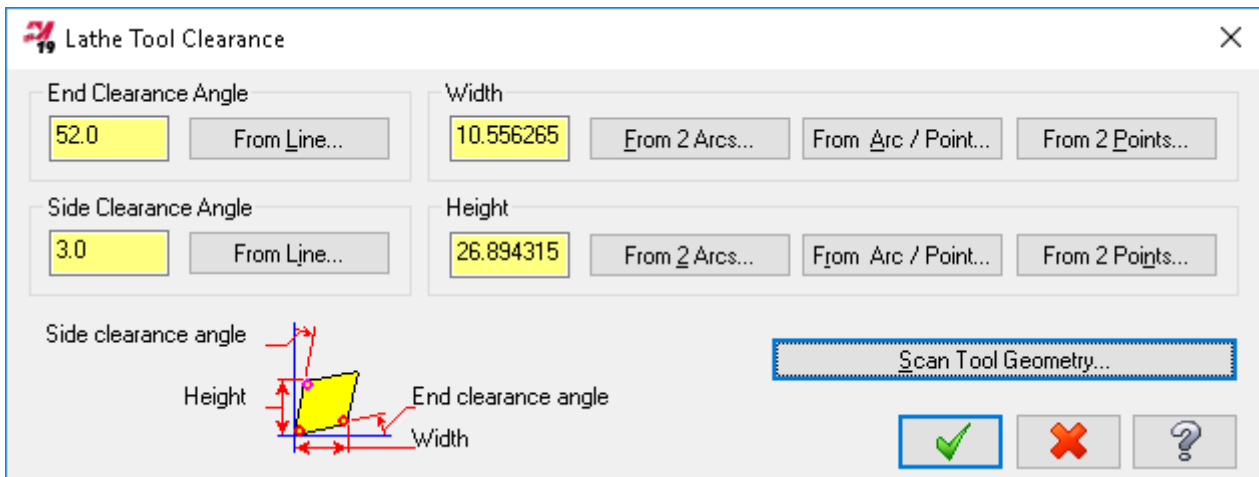 19 Lathe Tool Clearance
End Clearance Angle
52.0 From Line...
Width
10.556265 From 2 Arcs... From Arc / Point... From 2 Points...
Side Clearance Angle
3.0 From Line...
Height
26.894315 From 2 Arcs... From Arc / Point... From 2 Points...
Side clearance angle
Height
End clearance angle
Width
Scan Tool Geometry...